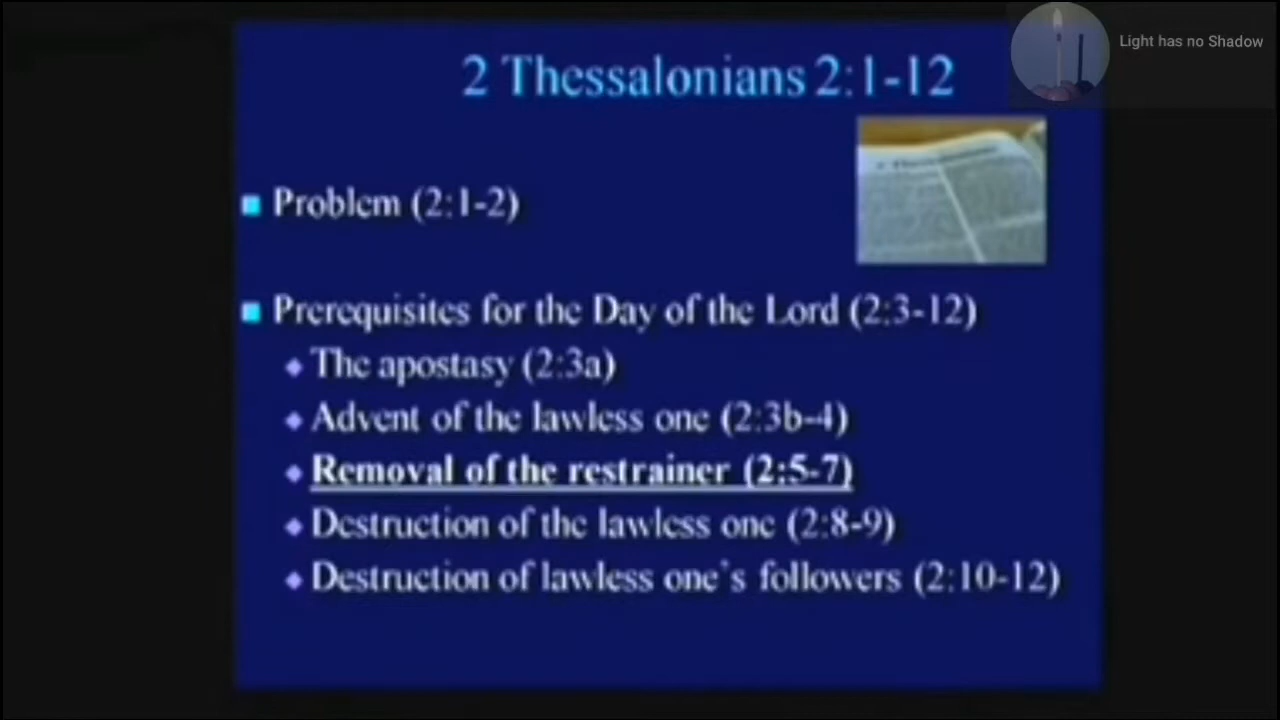 Light has no Shadow
2 Thessalonians 2:1-12
■ Problem (2:1-2)
■ Prerequisites for the Day of the Lord (2:3-12)
◆ The apostasy (2:3a)
◆ Advent of the lawless one (2:3b-4)
◆ Removal of the restrainer (2:5-7)
◆ Destruction of the lawless one (2:8-9)
◆ Destruction of lawless one's followers (2:10-12)